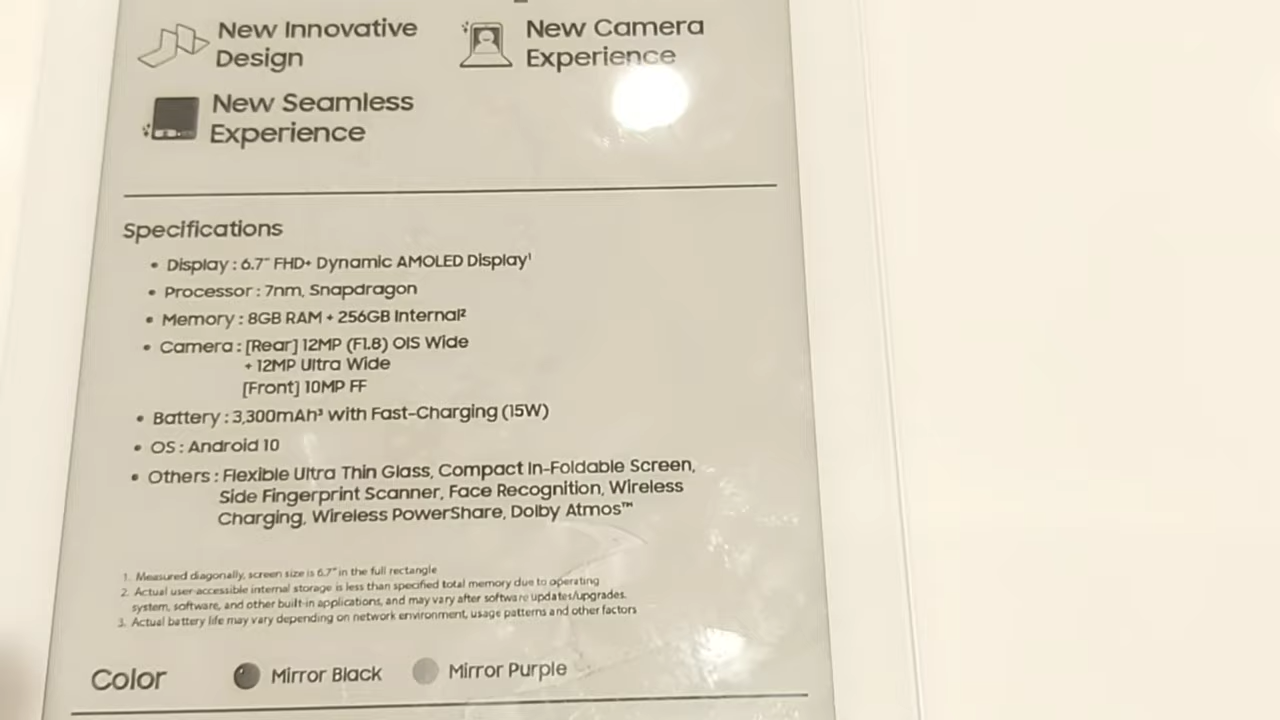 New Innovative
Design
New Camera
Experience
New Seamless
Experience
Specifications
• Display : 6.7" FHD+ Dynamic AMOLED Display¹
• Processor : 7nm, Snapdragon
• Memory : 8GB RAM + 256GB Internal²
• Camera : [Rear] 12MP (F1.8) OIS Wide
+ 12MP Ultra Wide
[Front] 10MP FF
• Battery : 3,300mAh³ with Fast-Charging (15W)
• OS : Android 10
• Others : Flexible Ultra Thin Glass, Compact In-Foldable Screen,
Side Fingerprint Scanner, Face Recognition, Wireless
Charging, Wireless PowerShare, Dolby Atmos™
1. Measured diagonally, screen size is 6.7" in the full rectangle
2. Actual user-accessible internal storage is less than specified total memory due to operating
system, software, and other built-in applications, and may vary after software updates/upgrades.
3. Actual battery life may vary depending on network environment, usage patterns and other factors
Color
Mirror Black
Mirror Purple